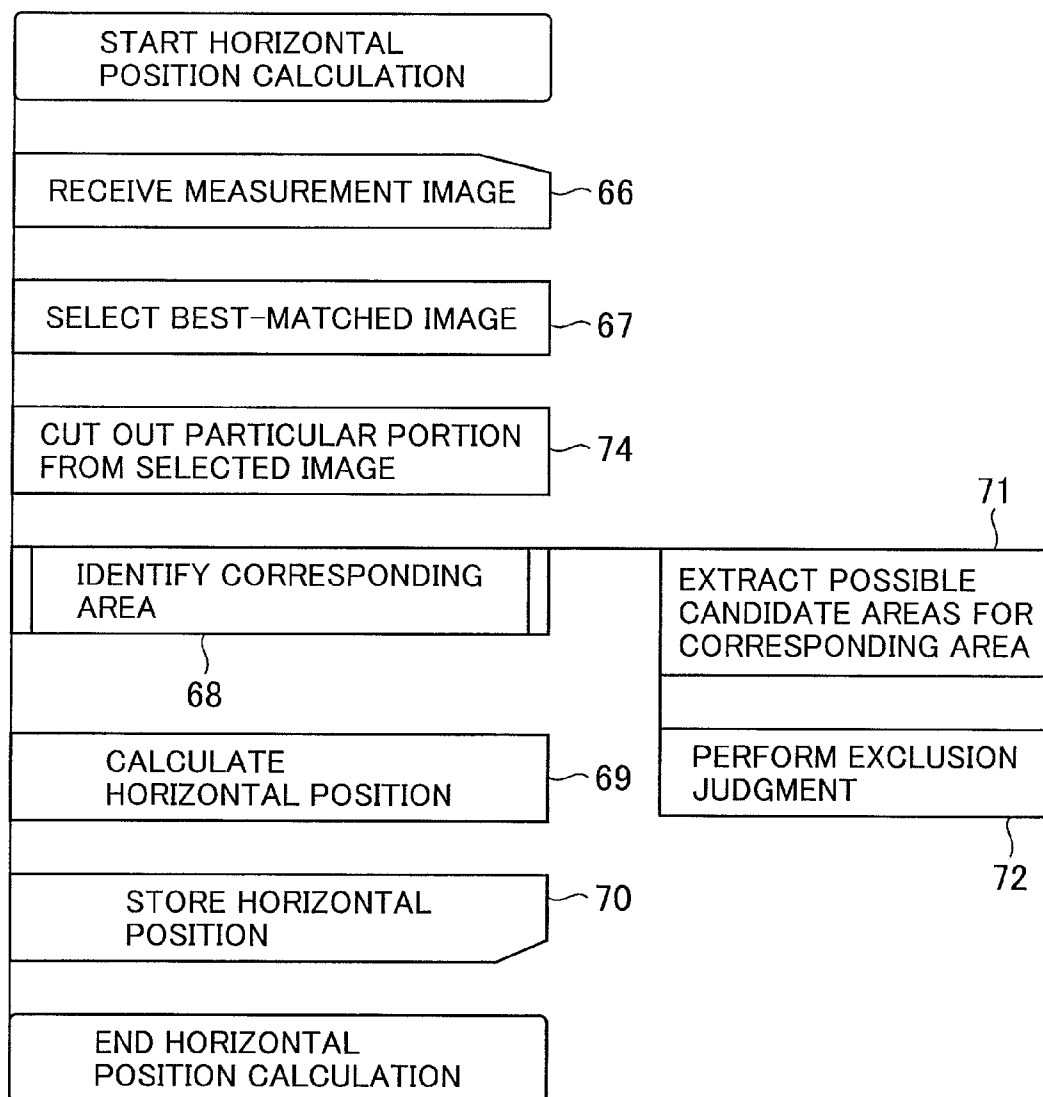 START HORIZONTAL
POSITION CALCULATION
RECEIVE MEASUREMENT IMAGE
66
SELECT BEST-MATCHED IMAGE
67
CUT OUT PARTICULAR PORTION
FROM SELECTED IMAGE
74
IDENTIFY CORRESPONDING
AREA
68
71
EXTRACT POSSIBLE
CANDIDATE AREAS FOR
CORRESPONDING AREA
PERFORM EXCLUSION
JUDGMENT
72
CALCULATE
HORIZONTAL POSITION
69
STORE HORIZONTAL
POSITION
70
END HORIZONTAL
POSITION CALCULATION